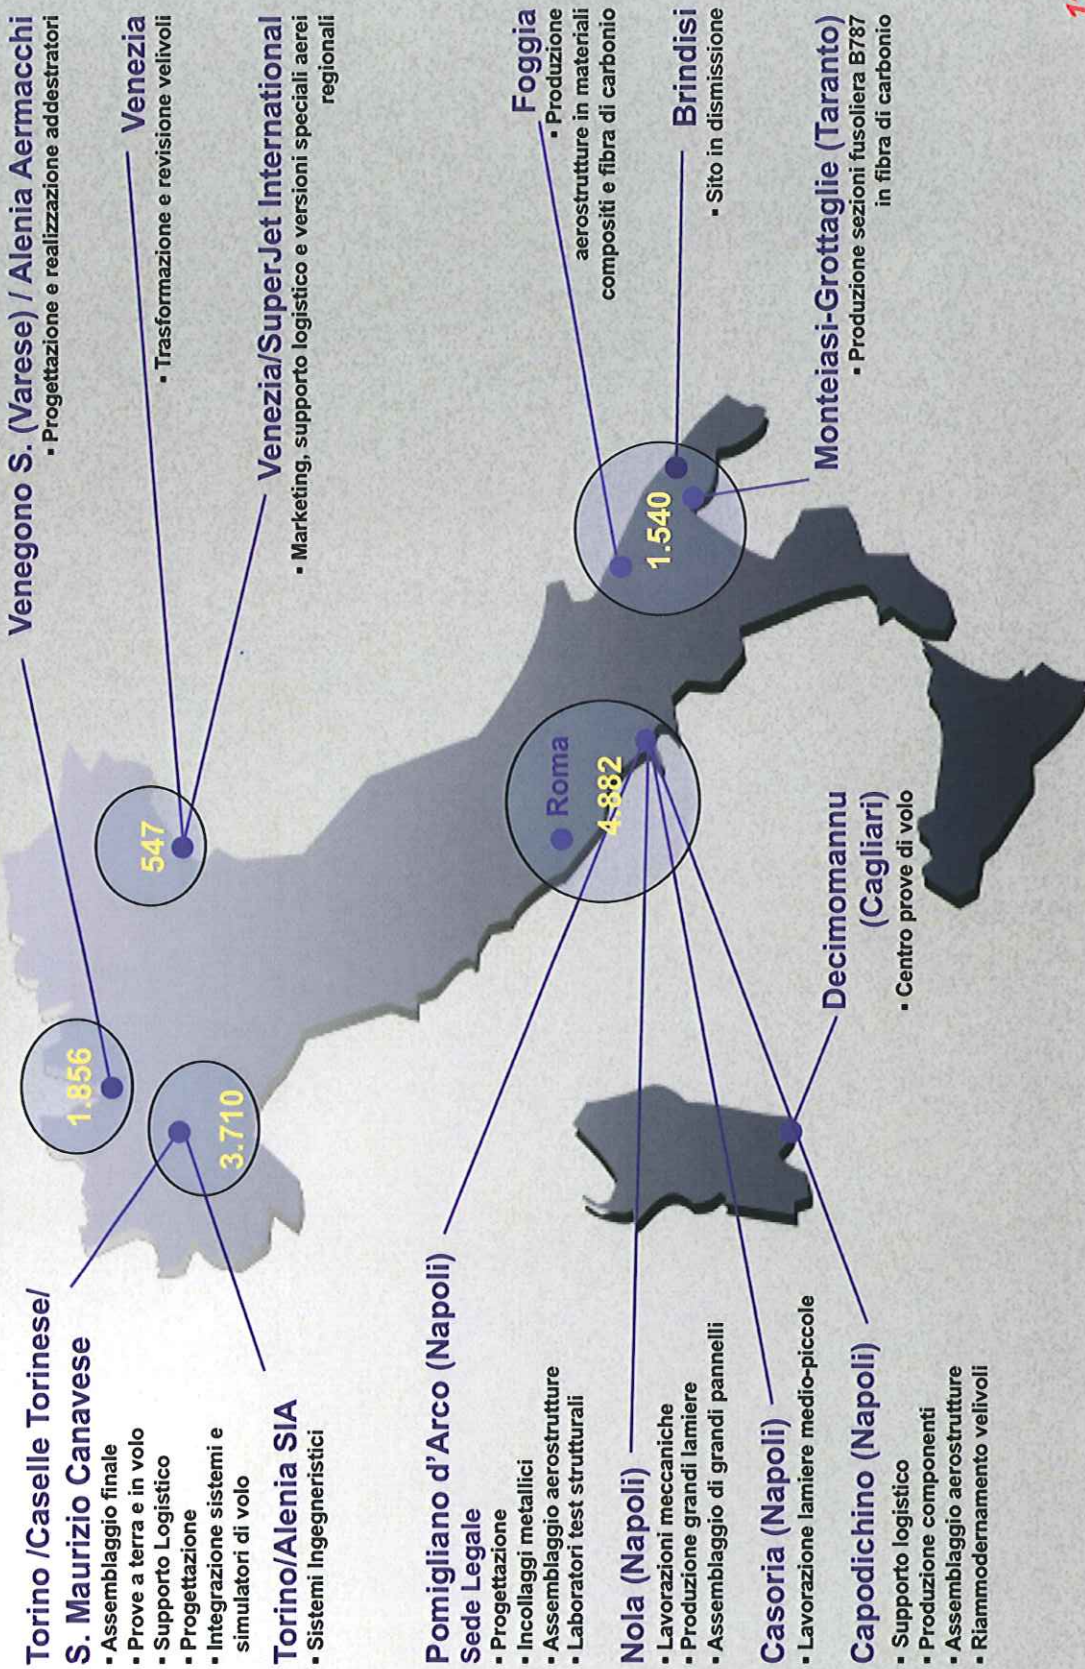 Torino /Caselle Torinese/
S. Maurizio Canavese
▪ Assemblaggio finale
▪ Prove a terra e in volo
▪ Supporto Logistico
▪ Progettazione
▪ Integrazione sistemi e
simulatori di volo
Torino/Alenia SIA
▪ Sistemi Ingegneristici
Pomigliano d'Arco (Napoli)
Sede Legale
▪ Progettazione
▪ Incollaggi metallici
▪ Assemblaggio aerostrutture
▪ Laboratori test strutturali
Nola (Napoli)
▪ Lavorazioni meccaniche
▪ Produzione grandi lamiere
▪ Assemblaggio di grandi pannelli
Casoria (Napoli)
▪ Lavorazione lamiere medio-piccole
Capodichino (Napoli)
▪ Supporto logistico
▪ Produzione componenti
▪ Assemblaggio aerostrutture
▪ Riammodernamento velivoli
1.856
3.710
547
Roma
4.882
1.540
Decimomannu
(Cagliari)
▪ Centro prove di volo
Venegono S. (Varese) / Alenia Aermacchi
▪ Progettazione e realizzazione addestratori
Venezia
▪ Trasformazione e revisione velivoli
Venezia/SuperJet International
▪ Marketing, supporto logistico e versioni speciali aerei
regionali
Foggia
▪ Produzione
aerostrutture in materiali
compositi e fibra di carbonio
Brindisi
▪ Sito in dismissione
Monteiasi-Grottaglie (Taranto)
▪ Produzione sezioni fusoliera B787
in fibra di carbonio